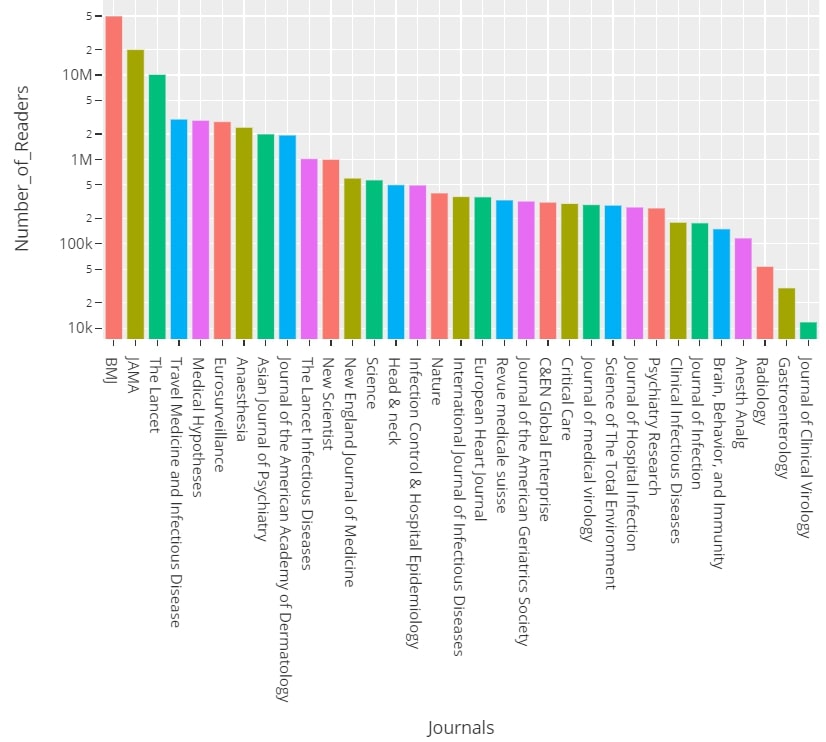 Number_of_Readers
5
2
10M
5
2
1M
5
2
100k
5
2
10k
BMJ
JAMA
The Lancet
Travel Medicine and Infectious Disease
Medical Hypotheses
Eurosurveillance
Anaesthesia
Asian Journal of Psychiatry
Journal of the American Academy of Dermatology
The Lancet Infectious Diseases
New Scientist
New England Journal of Medicine
Science
Head & neck
Infection Control & Hospital Epidemiology
Nature
International Journal of Infectious Diseases
European Heart Journal
Revue medicale suisse
Journal of the American Geriatrics Society
C&EN Global Enterprise
Critical Care
Journal of medical virology
Science of The Total Environment
Journal of Hospital Infection
Psychiatry Research
Clinical Infectious Diseases
Journal of Infection
Brain, Behavior, and Immunity
Anesth Analg
Radiology
Gastroenterology
Journal of Clinical Virology
Journals